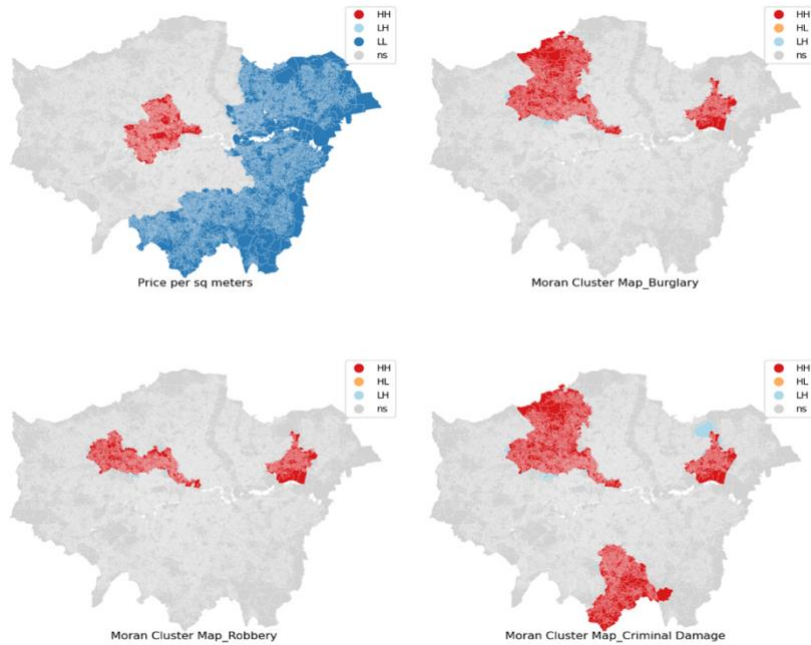 HH
LH
LL
ns
Price per sq meters
HH
HL
LH
ns
Moran Cluster Map_Burglary
HH
HL
LH
ns
Moran Cluster Map_Robbery
HH
HL
LH
ns
Moran Cluster Map_Criminal Damage